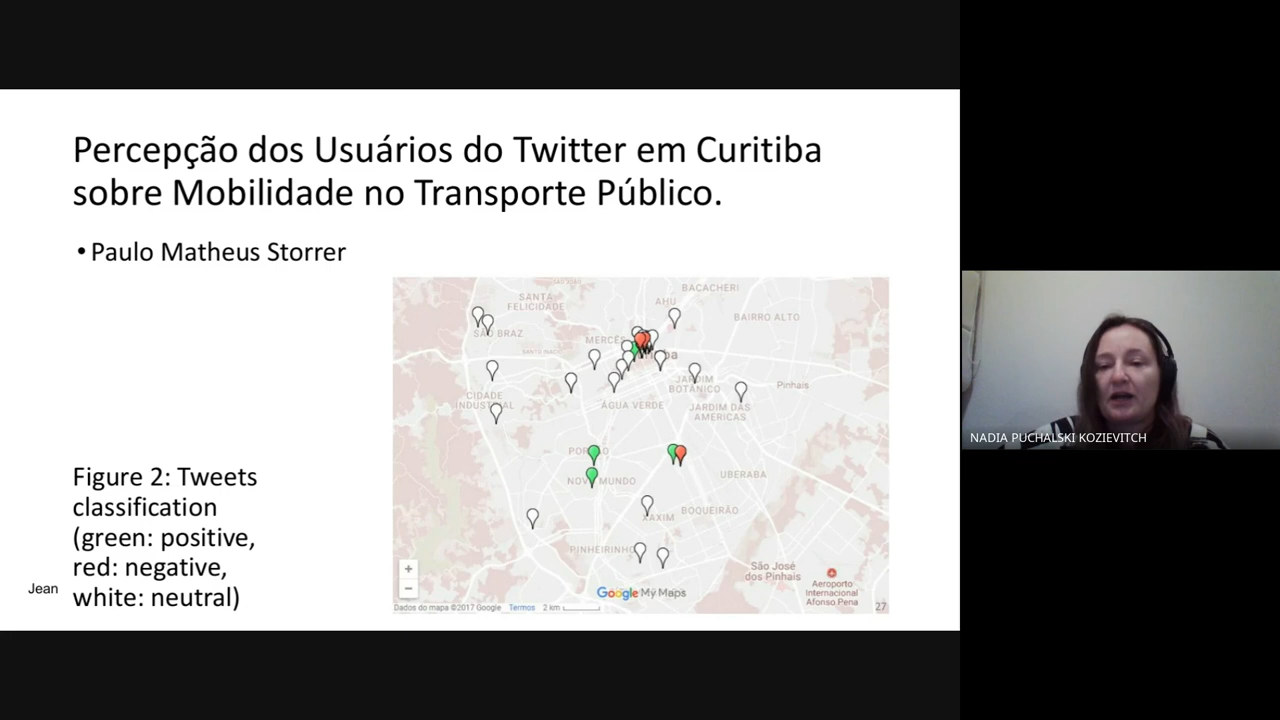 Percepção dos Usuários do Twitter em Curitiba
sobre Mobilidade no Transporte Público.
• Paulo Matheus Storrer
Figure 2: Tweets
classification
(green: positive,
red: negative,
white: neutral)
Jean
BACACHERI
SANTA
FELICIDADE
AHU
BAIRRO ALTO
SÃO BRAZ
MERCÊS
JARDIM
BOTÂNICO
Pinhais
CIDADE
INDUSTRIAL
ÁGUA VERDE
JARDIM DAS
AMÉRICAS
NOVO MUNDO
UBERABA
XAXIM
BOQUEIRÃO
PINHEIRINHO
São José
dos Pinhais
Aeroporto
Internacional
Afonso Pena
+
−
Google My Maps
Dados do mapa ©2017 Google Termos 2 km
27
NADIA PUCHALSKI KOZIEVITCH